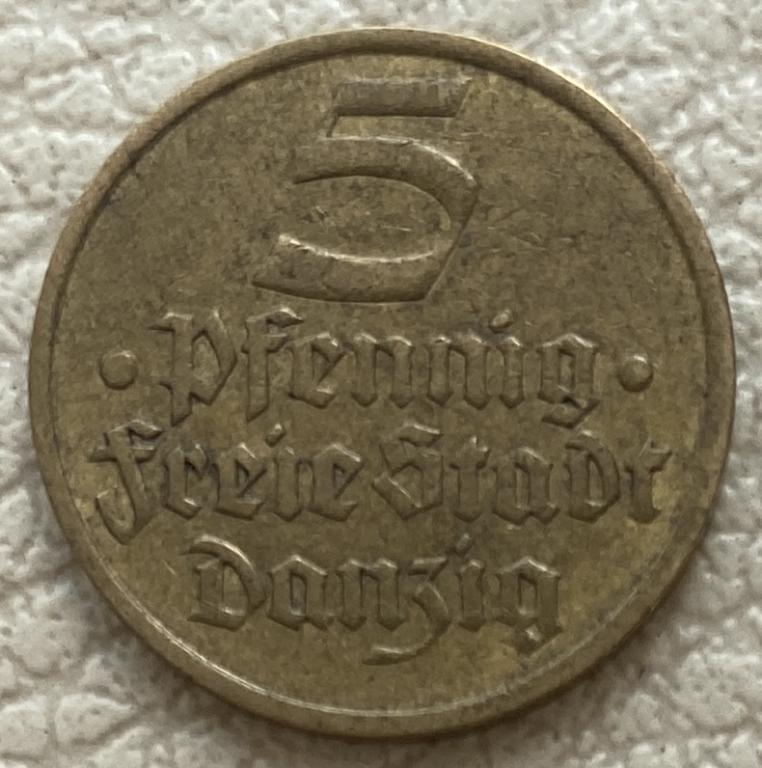 5
· Pfennig ·
Freie Stadt
Danzig